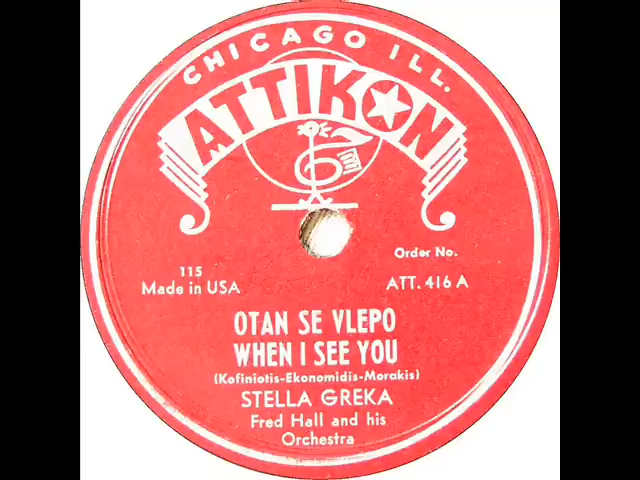 CHICAGO ILL.
ATTIKON
Order No.
115
Made in USA
ATT. 416 A
OTAN SE VLEPO
WHEN I SEE YOU
(Kofiniotis-Ekonomidis-Morakis)
STELLA GREKA
Fred Hall and his
Orchestra